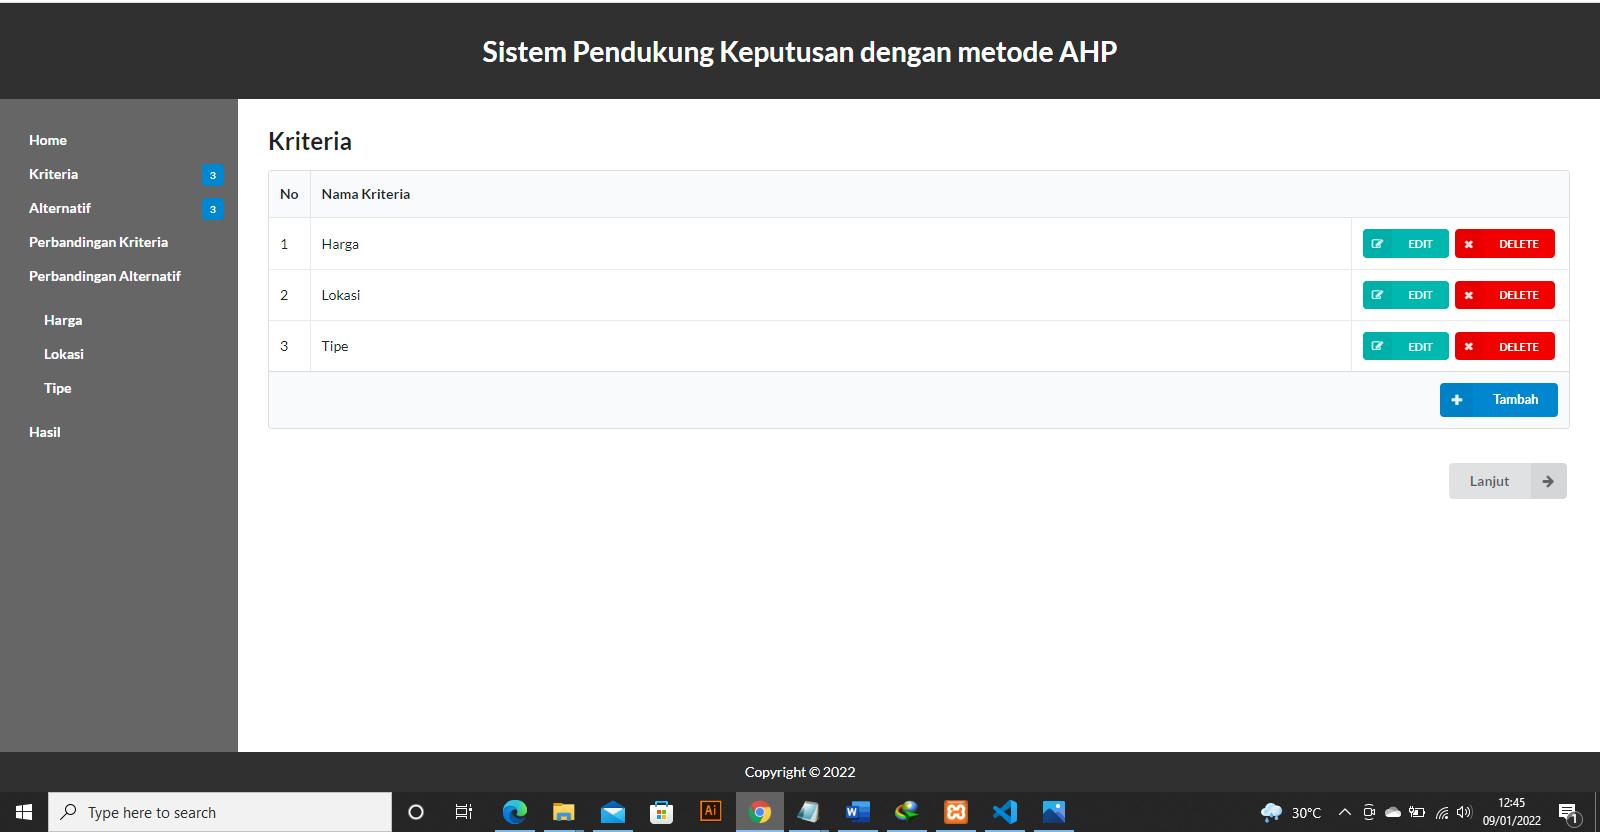 Sistem Pendukung Keputusan dengan metode AHP
Home
Kriteria 3
Alternatif 3
Perbandingan Kriteria
Perbandingan Alternatif
Harga
Lokasi
Tipe
Hasil
Kriteria
No Nama Kriteria
1 Harga EDIT DELETE
2 Lokasi EDIT DELETE
3 Tipe EDIT DELETE
Tambah
Lanjut
Copyright © 2022
Type here to search
Ai
W
30°C
12:45
09/01/2022
1